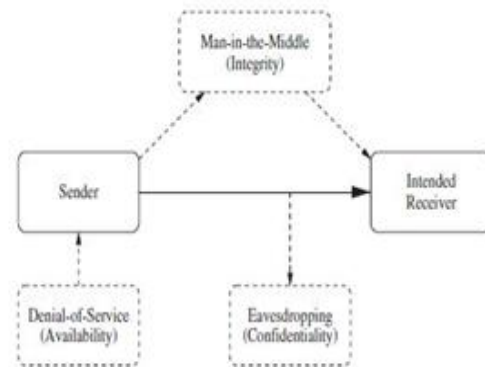 Man-in-the-Middle
(Integrity)
Sender
Intended
Receiver
Denial-of-Service
(Availability)
Eavesdropping
(Confidentiality)